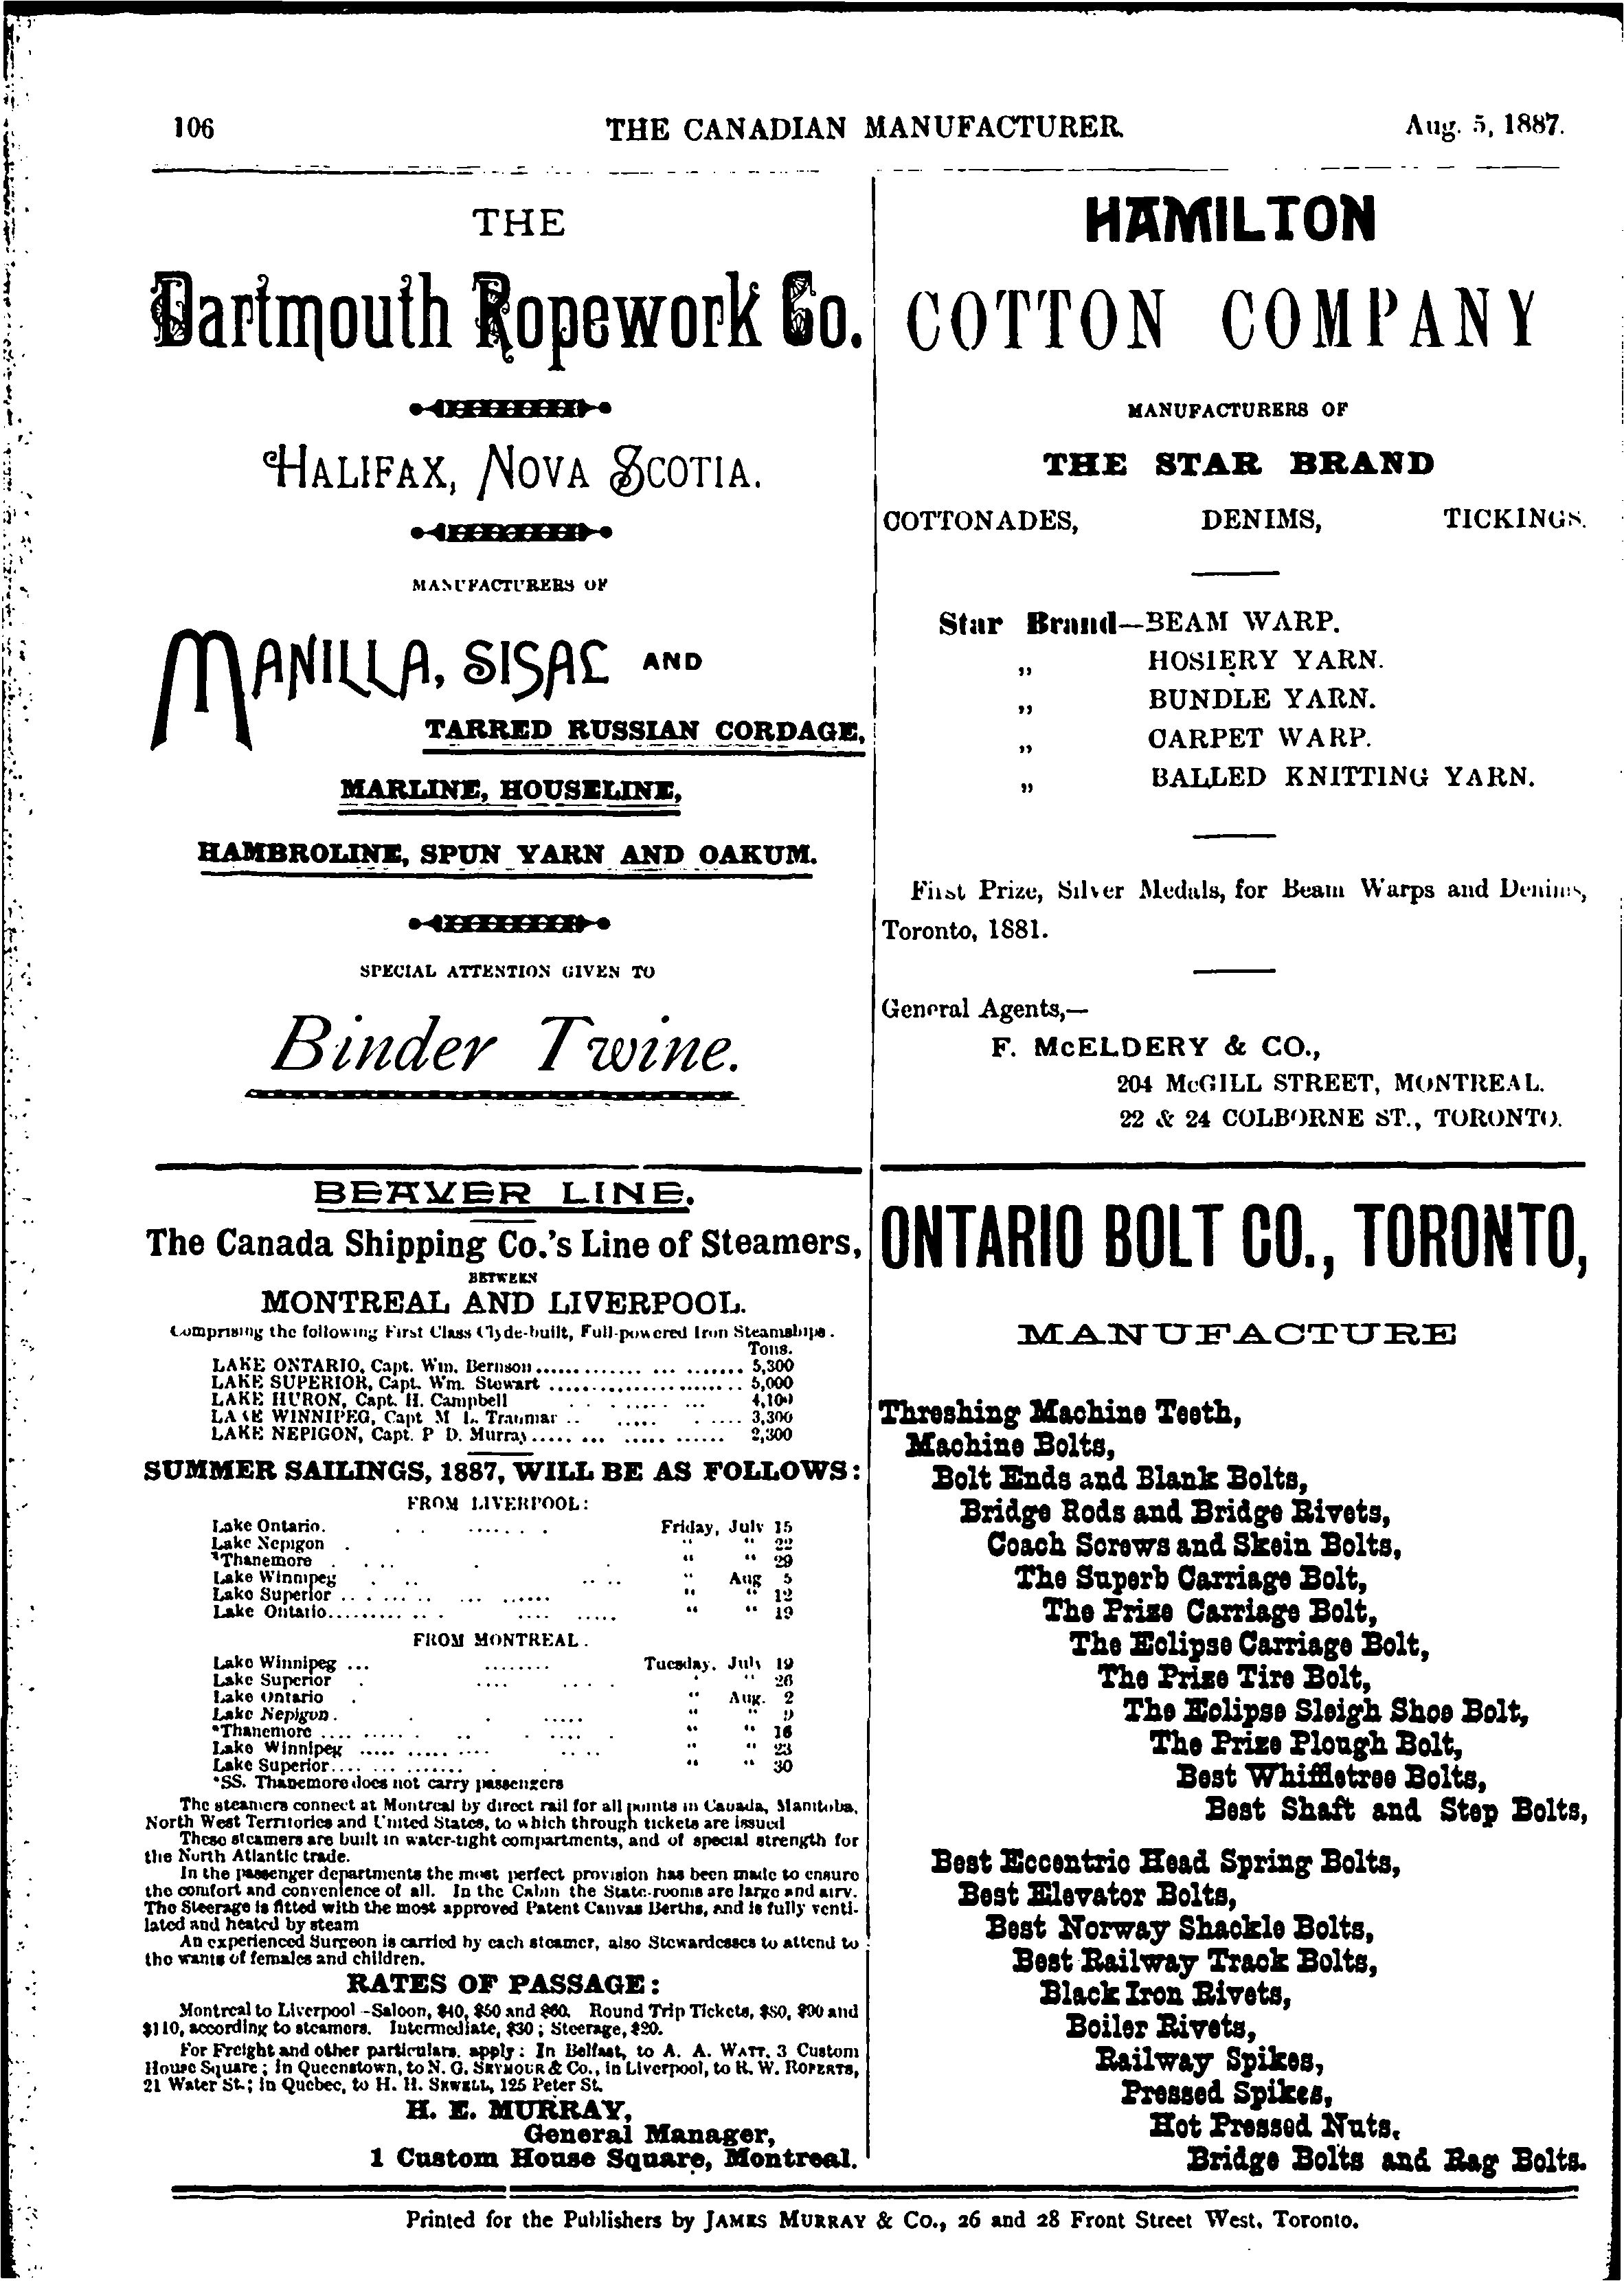 106 THE CANADIAN MANUFACTURER. Aug. 5, 1887.
THE
Dartmouth Ropework Co.
HALIFAX, NOVA SCOTIA.
MANUFACTURERS OF
MANILLA, SISAL AND
TARRED RUSSIAN CORDAGE,
MARLINE, HOUSELINE,
HAMBROLINE, SPUN YARN AND OAKUM.
SPECIAL ATTENTION GIVEN TO
Binder Twine.
HAMILTON
COTTON COMPANY
MANUFACTURERS OF
THE STAR BRAND
COTTONADES, DENIMS, TICKINGS.
Star Brand—BEAM WARP.
„ HOSIERY YARN.
„ BUNDLE YARN.
„ CARPET WARP.
„ BALLED KNITTING YARN.
First Prize, Silver Medals, for Beam Warps and Denims,
Toronto, 1881.
General Agents,—
F. McELDERY & CO.,
204 McGILL STREET, MONTREAL.
22 & 24 COLBORNE ST., TORONTO.
BEAVER LINE.
The Canada Shipping Co.'s Line of Steamers,
BETWEEN
MONTREAL AND LIVERPOOL.
Comprising the following First Class Clyde-built, Full-powered Iron Steamships.
Tons.
LAKE ONTARIO, Capt. Wm. Bernson ...... 5,300
LAKE SUPERIOR, Capt. Wm. Stewart ...... 5,000
LAKE HURON, Capt. H. Campbell ...... 4,100
LAKE WINNIPEG, Capt M L. Traumar ...... 3,300
LAKE NEPIGON, Capt. P D. Murray ...... 2,300
SUMMER SAILINGS, 1887, WILL BE AS FOLLOWS:
FROM LIVERPOOL:
Lake Ontario. Friday, July 15
Lake Nepigon " " 22
*Thanemore " " 29
Lake Winnipeg " Aug 5
Lake Superior " " 12
Lake Ontario " " 19
FROM MONTREAL.
Lake Winnipeg Tuesday, July 19
Lake Superior " " 26
Lake Ontario " Aug. 2
Lake Nepigon. " " 9
*Thanemore " " 16
Lake Winnipeg " " 23
Lake Superior " " 30
*SS. Thanemore does not carry passengers
The steamers connect at Montreal by direct rail for all points in Canada, Manitoba,
North West Territories and United States, to which through tickets are issued
These steamers are built in water-tight compartments, and of special strength for
the North Atlantic trade.
In the passenger departments the most perfect provision has been made to ensure
the comfort and convenience of all. In the Cabin the State-rooms are large and airy.
The Steerage is fitted with the most approved Patent Canvas Berths, and is fully venti-
lated and heated by steam
An experienced Surgeon is carried by each steamer, also Stewardesses to attend to
the wants of females and children.
RATES OF PASSAGE:
Montreal to Liverpool—Saloon, $40, $50 and $60. Round Trip Tickets, $80, $90 and
$110, according to steamers. Intermediate, $30; Steerage, $20.
For Freight and other particulars, apply: In Belfast, to A. A. WATT, 3 Custom
House Square; in Queenstown, to N. G. SEYMOUR & Co., in Liverpool, to R. W. ROPERTS,
21 Water St.; in Quebec, to H. H. SEWELL, 125 Peter St.
H. E. MURRAY,
General Manager,
1 Custom House Square, Montreal.
ONTARIO BOLT CO., TORONTO,
MANUFACTURE
Threshing Machine Teeth,
Machine Bolts,
Bolt Ends and Blank Bolts,
Bridge Rods and Bridge Rivets,
Coach Screws and Skein Bolts,
The Superb Carriage Bolt,
The Prize Carriage Bolt,
The Eclipse Carriage Bolt,
The Prize Tire Bolt,
The Eclipse Sleigh Shoe Bolt,
The Prize Plough Bolt,
Best Whiffletree Bolts,
Best Shaft and Step Bolts,
Best Eccentric Head Spring Bolts,
Best Elevator Bolts,
Best Norway Shackle Bolts,
Best Railway Track Bolts,
Black Iron Rivets,
Boiler Rivets,
Railway Spikes,
Pressed Spikes,
Hot Pressed Nuts,
Bridge Bolts and Rag Bolts.
Printed for the Publishers by JAMES MURRAY & Co., 26 and 28 Front Street West, Toronto.